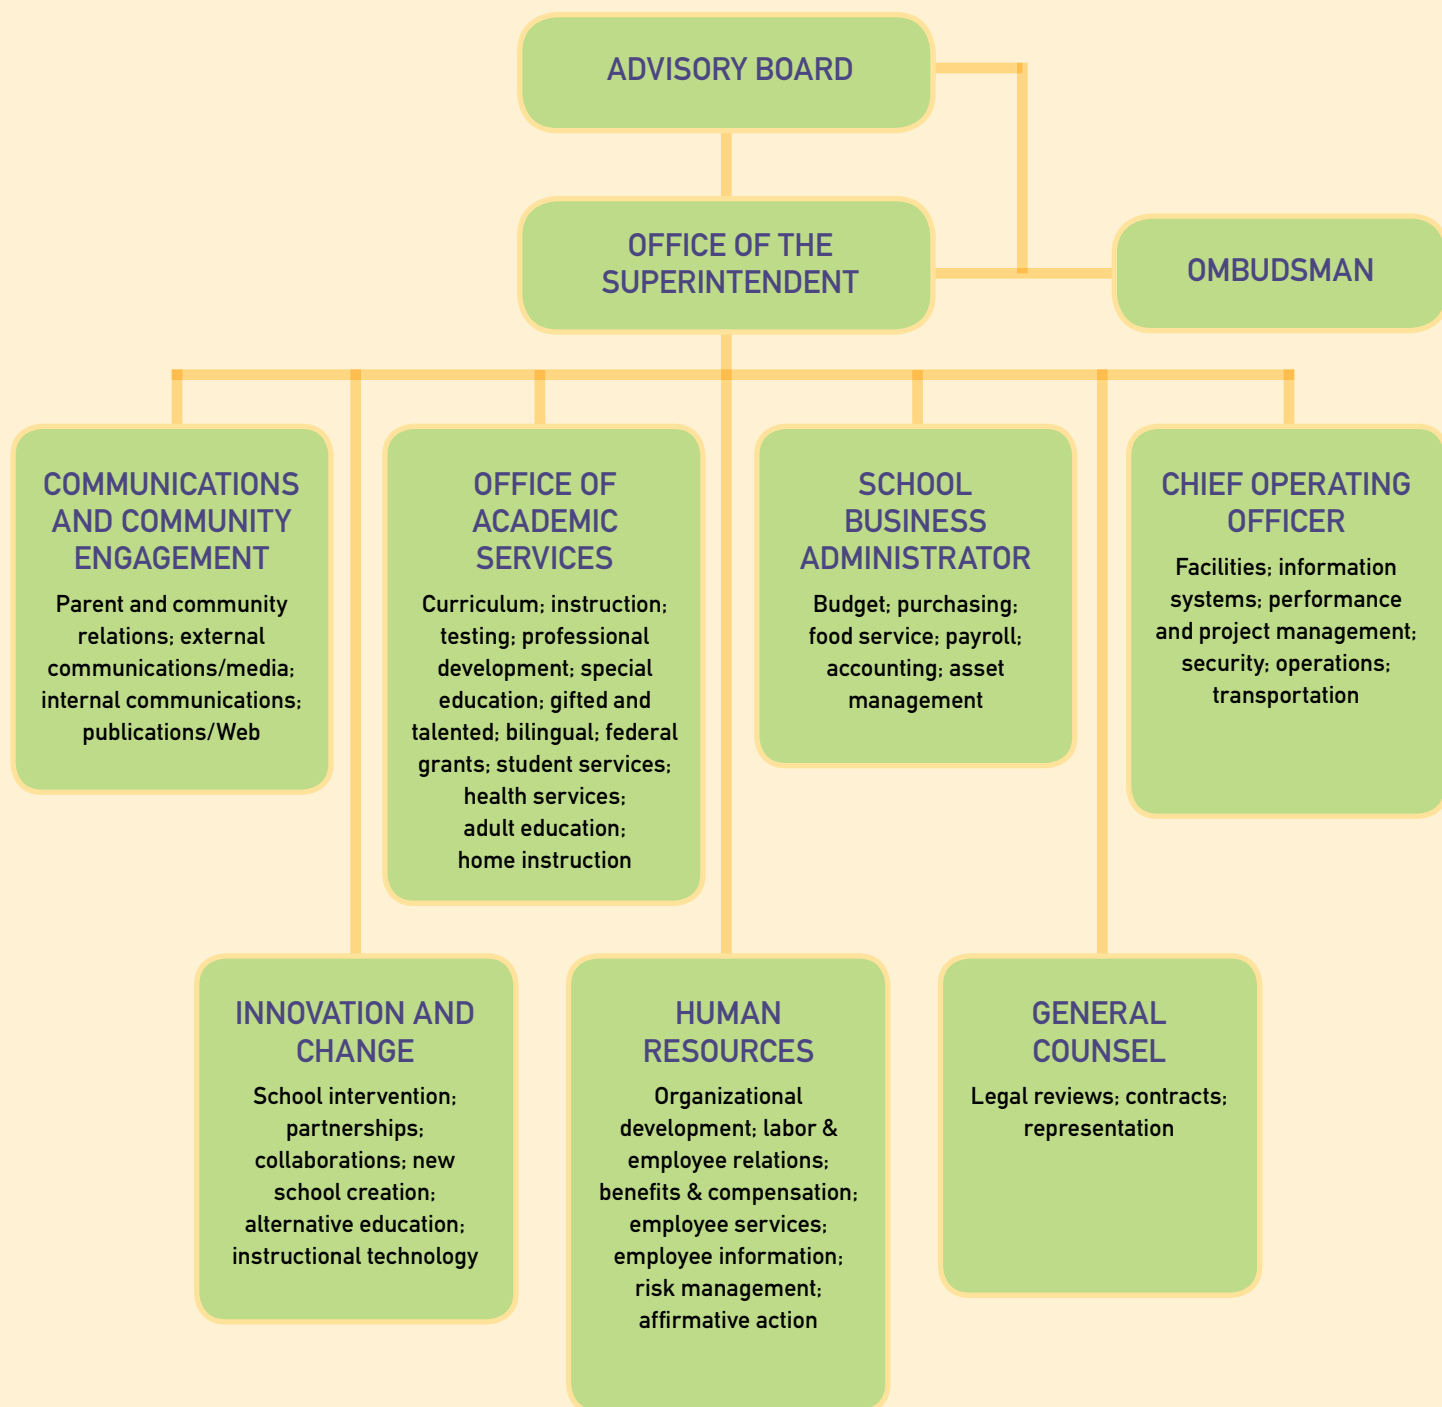 ADVISORY BOARD
OFFICE OF THE
SUPERINTENDENT
OMBUDSMAN
COMMUNICATIONS
AND COMMUNITY
ENGAGEMENT
Parent and community
relations; external
communications/media;
internal communications;
publications/Web
OFFICE OF
ACADEMIC
SERVICES
Curriculum; instruction;
testing; professional
development; special
education; gifted and
talented; bilingual; federal
grants; student services;
health services;
adult education;
home instruction
SCHOOL
BUSINESS
ADMINISTRATOR
Budget; purchasing;
food service; payroll;
accounting; asset
management
CHIEF OPERATING
OFFICER
Facilities; information
systems; performance
and project management;
security; operations;
transportation
INNOVATION AND
CHANGE
School intervention;
partnerships;
collaborations; new
school creation;
alternative education;
instructional technology
HUMAN
RESOURCES
Organizational
development; labor &
employee relations;
benefits & compensation;
employee services;
employee information;
risk management;
affirmative action
GENERAL
COUNSEL
Legal reviews; contracts;
representation